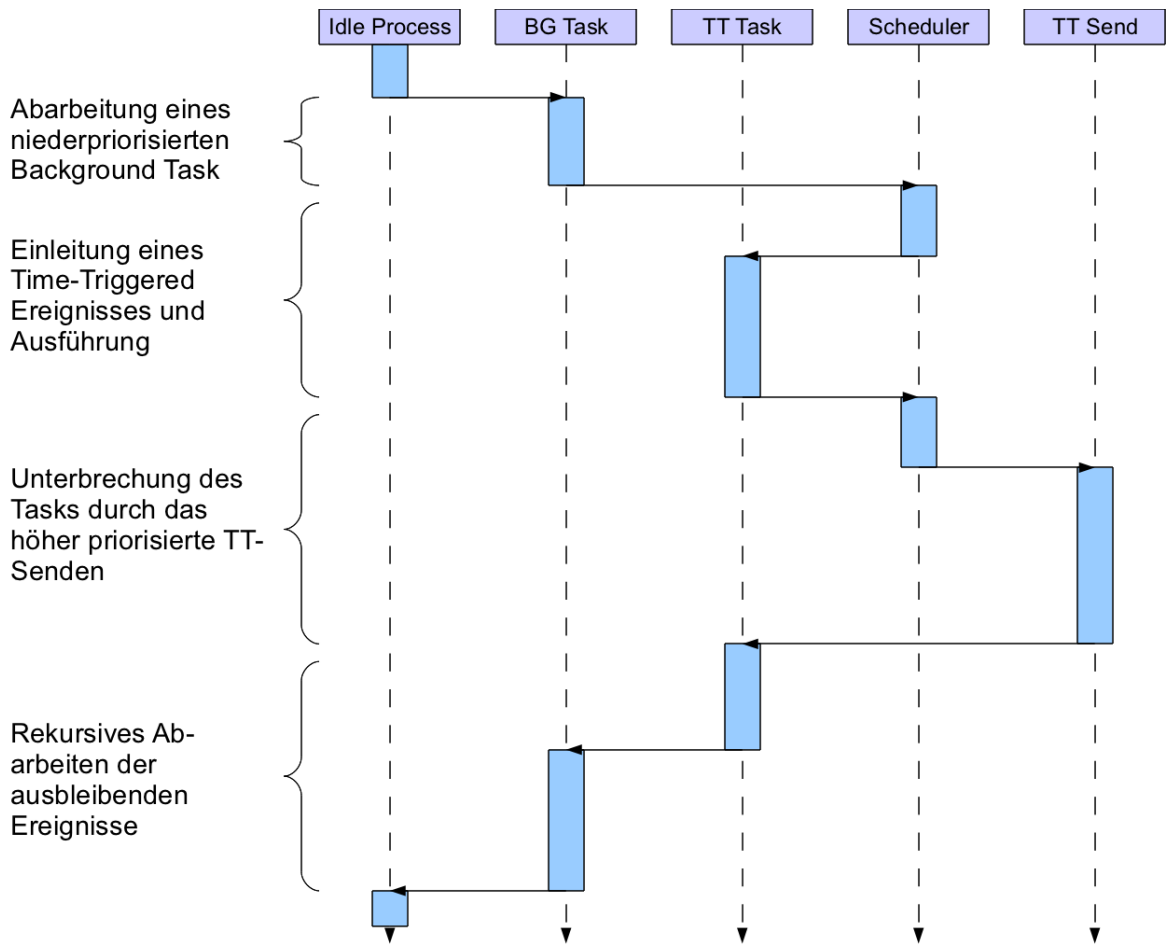 Idle Process
BG Task
TT Task
Scheduler
TT Send
Abarbeitung eines
niederpriorisierten
Background Task
Einleitung eines
Time-Triggered
Ereignisses und
Ausführung
Unterbrechung des
Tasks durch das
höher priorisierte TT-
Senden
Rekursives Ab-
arbeiten der
ausbleibenden
Ereignisse